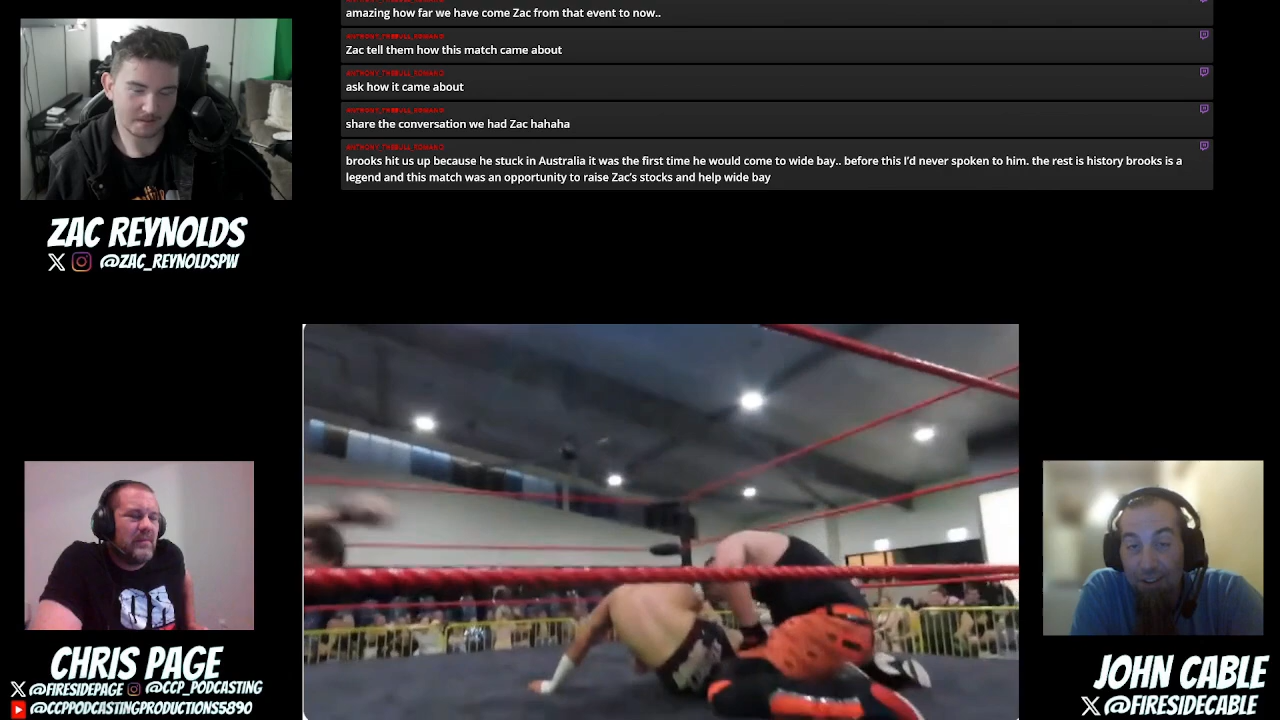 amazing how far we have come Zac from that event to now..
ANTHONY_THEBULL_ROMANO
Zac tell them how this match came about
ANTHONY_THEBULL_ROMANO
ask how it came about
ANTHONY_THEBULL_ROMANO
share the conversation we had Zac hahaha
ANTHONY_THEBULL_ROMANO
brooks hit us up because he stuck in Australia it was the first time he would come to wide bay.. before this I'd never spoken to him. the rest is history brooks is a
legend and this match was an opportunity to raise Zac's stocks and help wide bay
ZAC REYNOLDS
@ZAC_REYNOLDSPW
CHRIS PAGE
@FIRESIDEPAGE @CCP_PODCASTING
@CCPPODCASTINGPRODUCTIONS5890
JOHN CABLE
@FIRESIDECABLE